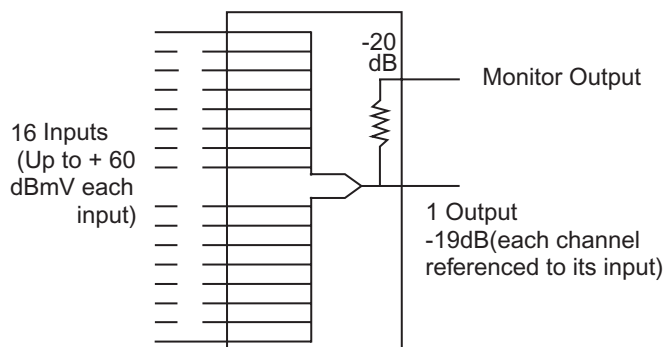 -20
dB
Monitor Output
16 Inputs
(Up to + 60
dBmV each
input)
1 Output
-19dB(each channel
referenced to its input)